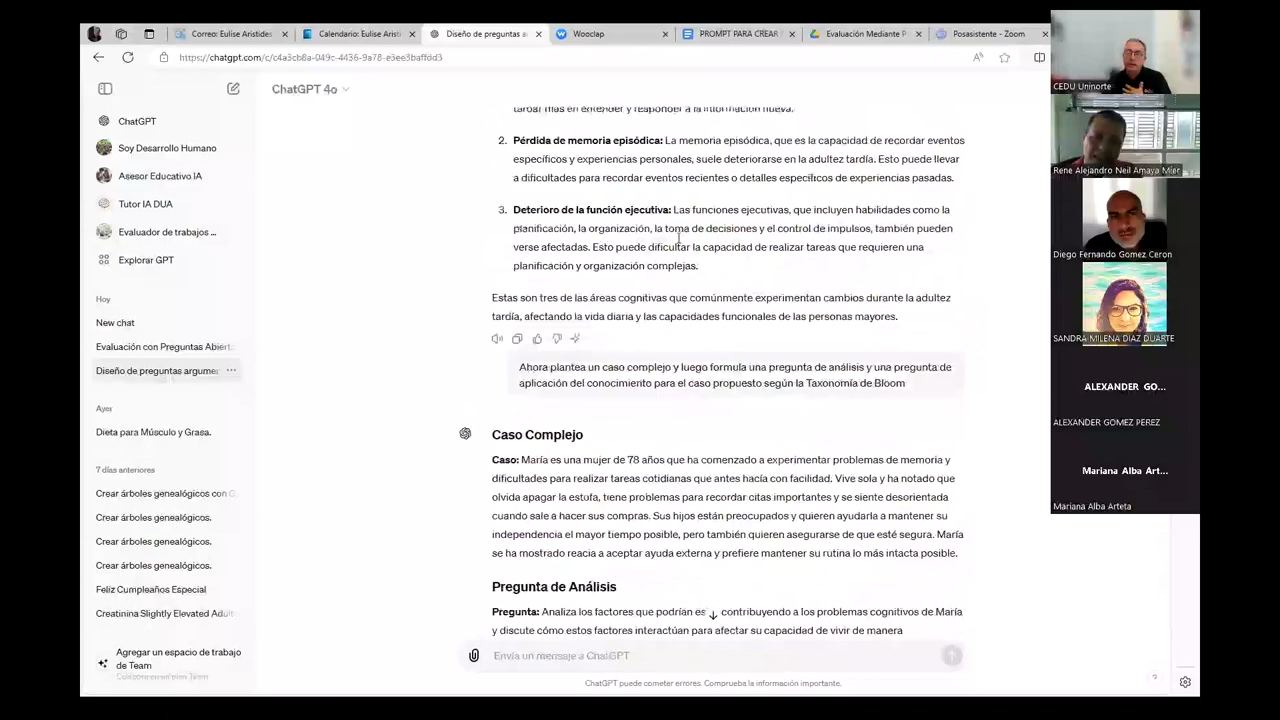 Correo: Eulise Aristides
Calendario: Eulise Aristi
Diseño de preguntas a
Wooclap
PROMPT PARA CREAR
Evaluación Mediante P
Posasistente - Zoom
https://chatgpt.com/c/c4a3cb8a-049c-4436-9a78-e3ee3baffdd3
ChatGPT 4o
ChatGPT
Soy Desarrollo Humano
Asesor Educativo IA
Tutor IA DUA
Evaluador de trabajos ...
Explorar GPT
Hoy
New chat
Evaluación con Preguntas Abiert
Diseño de preguntas argume
Ayer
Dieta para Músculo y Grasa.
7 días anteriores
Crear árboles genealógicos con G
Crear árboles genealógicos.
Crear árboles genealógicos.
Crear árboles genealógicos.
Feliz Cumpleaños Especial
Creatinina Slightly Elevated Adult
Agregar un espacio de trabajo
de Team
Colabora en el plan Team
tardar más en entender y responder a la información nueva.
2. Pérdida de memoria episódica: La memoria episódica, que es la capacidad de recordar eventos
específicos y experiencias personales, suele deteriorarse en la adultez tardía. Esto puede llevar
a dificultades para recordar eventos recientes o detalles específicos de experiencias pasadas.
3. Deterioro de la función ejecutiva: Las funciones ejecutivas, que incluyen habilidades como la
planificación, la organización, la toma de decisiones y el control de impulsos, también pueden
verse afectadas. Esto puede dificultar la capacidad de realizar tareas que requieren una
planificación y organización complejas.
Estas son tres de las áreas cognitivas que comúnmente experimentan cambios durante la adultez
tardía, afectando la vida diaria y las capacidades funcionales de las personas mayores.
Ahora plantea un caso complejo y luego formula una pregunta de análisis y una pregunta de
aplicación del conocimiento para el caso propuesto según la Taxonomía de Bloom
Caso Complejo
Caso: María es una mujer de 78 años que ha comenzado a experimentar problemas de memoria y
dificultades para realizar tareas cotidianas que antes hacía con facilidad. Vive sola y ha notado que
olvida apagar la estufa, tiene problemas para recordar citas importantes y se siente desorientada
cuando sale a hacer sus compras. Sus hijos están preocupados y quieren ayudarla a mantener su
independencia el mayor tiempo posible, pero también quieren asegurarse de que esté segura. María
se ha mostrado reacia a aceptar ayuda externa y prefiere mantener su rutina lo más intacta posible.
Pregunta de Análisis
Pregunta: Analiza los factores que podrían es contribuyendo a los problemas cognitivos de María
y discute cómo estos factores interactúan para afectar su capacidad de vivir de manera
Envía un mensaje a ChatGPT
ChatGPT puede cometer errores. Comprueba la información importante.
?
CEDU Uninorte
Rene Alejandro Neil Amaya Mier
Diego Fernando Gomez Ceron
SANDRA MILENA DIAZ DUARTE
ALEXANDER GO...
ALEXANDER GOMEZ PEREZ
Mariana Alba Art...
Mariana Alba Arteta